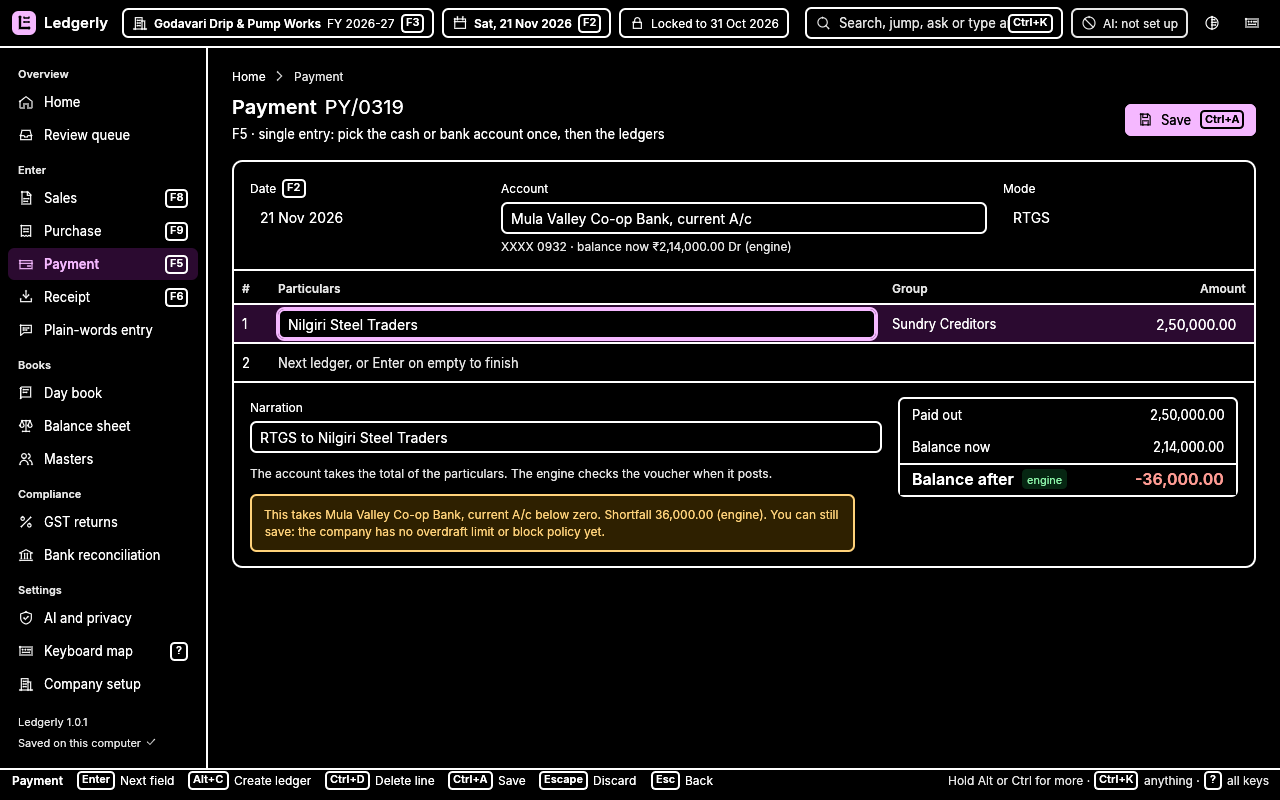 Ledgerly
Godavari Drip & Pump Works FY 2026-27 F3
Sat, 21 Nov 2026 F2
Locked to 31 Oct 2026
Search, jump, ask or type a Ctrl+K
AI: not set up
Overview
Home
Review queue
Enter
Sales F8
Purchase F9
Payment F5
Receipt F6
Plain-words entry
Books
Day book
Balance sheet
Masters
Compliance
GST returns
Bank reconciliation
Settings
AI and privacy
Keyboard map ?
Company setup
Ledgerly 1.0.1
Saved on this computer
Home Payment
Payment PY/0319
F5 · single entry: pick the cash or bank account once, then the ledgers
Save Ctrl+A
Date F2
21 Nov 2026
Account
Mula Valley Co-op Bank, current A/c
XXXX 0932 · balance now ₹2,14,000.00 Dr (engine)
Mode
RTGS
# Particulars Group Amount
1 Nilgiri Steel Traders Sundry Creditors 2,50,000.00
2 Next ledger, or Enter on empty to finish
Narration
RTGS to Nilgiri Steel Traders
The account takes the total of the particulars. The engine checks the voucher when it posts.
This takes Mula Valley Co-op Bank, current A/c below zero. Shortfall 36,000.00 (engine). You can still
save: the company has no overdraft limit or block policy yet.
Paid out 2,50,000.00
Balance now 2,14,000.00
Balance after engine -36,000.00
Payment Enter Next field Alt+C Create ledger Ctrl+D Delete line Ctrl+A Save Escape Discard Esc Back
Hold Alt or Ctrl for more · Ctrl+K anything · ? all keys